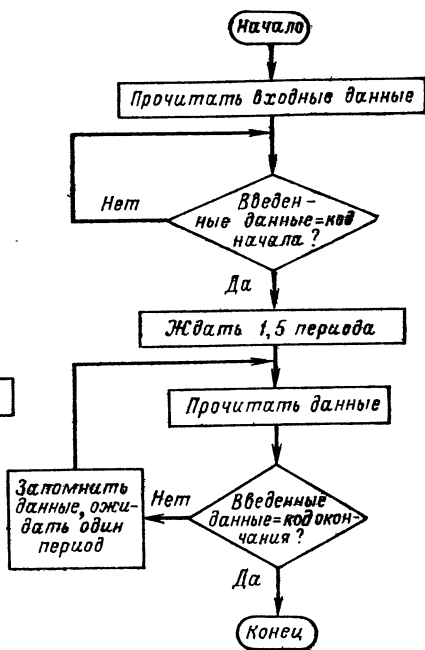 Начало
Прочитать входные данные
Введен-
ные данные=код
начала?
Нет
Да
Ждать 1,5 периода
Прочитать данные
Введенные
данные=код окон-
чания?
Нет
Запомнить
данные, ожи-
дать один
период
Да
Конец